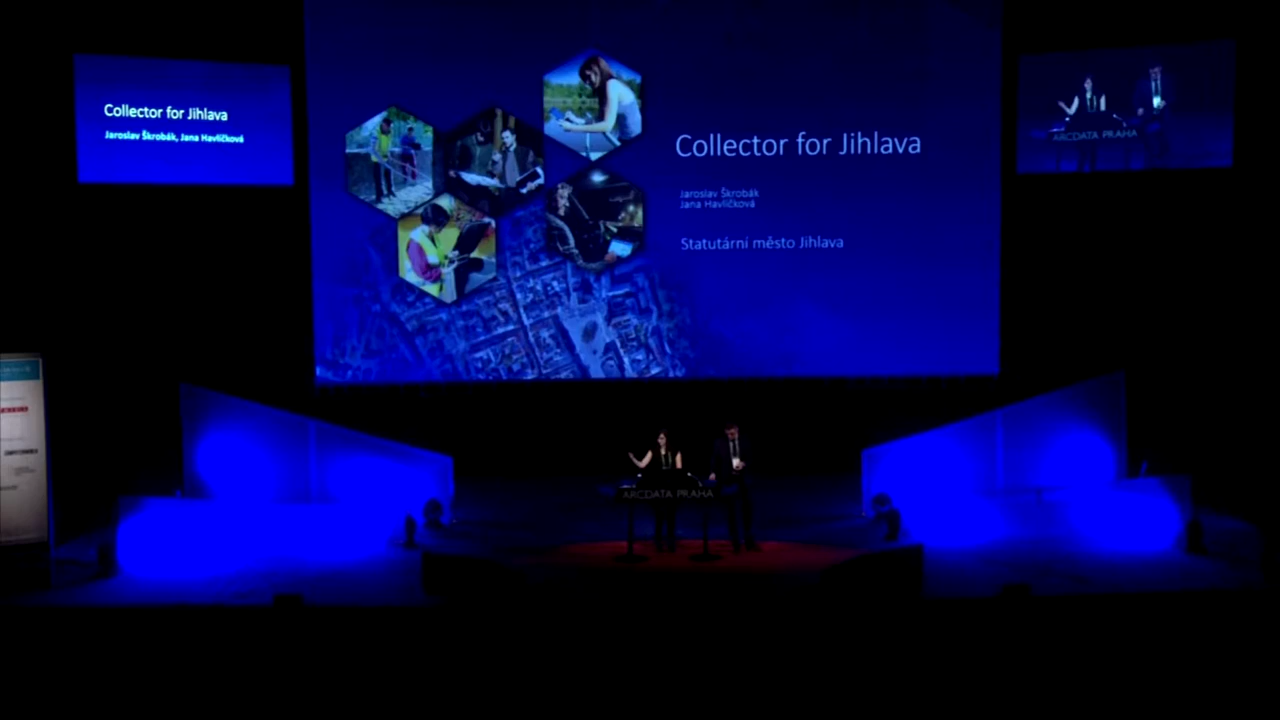 Collector for Jihlava
Jaroslav Škrobák, Jana Havlíčková
Collector for Jihlava
Jaroslav Škrobák
Jana Havlíčková
Statutární město Jihlava
ARCDATA PRAHA
ARCDATA PRAHA